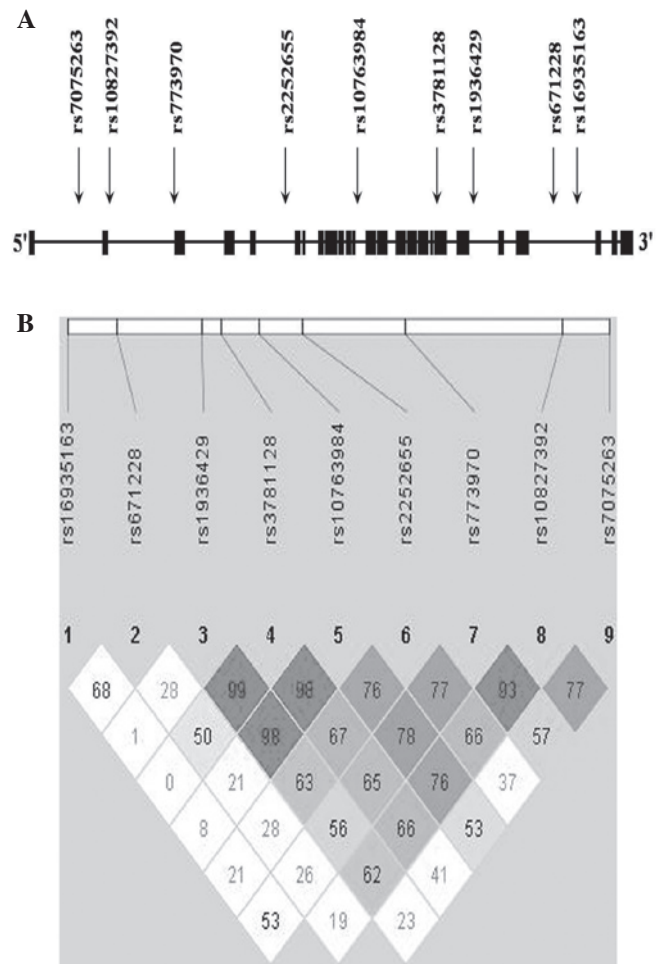 A
rs7075263
rs10827392
rs773970
rs2252655
rs10763984
rs3781128
rs1936429
rs671228
rs16935163
5' 3'
B
rs16935163
rs671228
rs1936429
rs3781128
rs10763984
rs2252655
rs773970
rs10827392
rs7075263
1 2 3 4 5 6 7 8 9
68 28 99 98 76 77 93 77
1 50 98 67 78 66 57
0 21 63 65 76 37
8 28 56 66 53
21 26 62 41
53 19 23